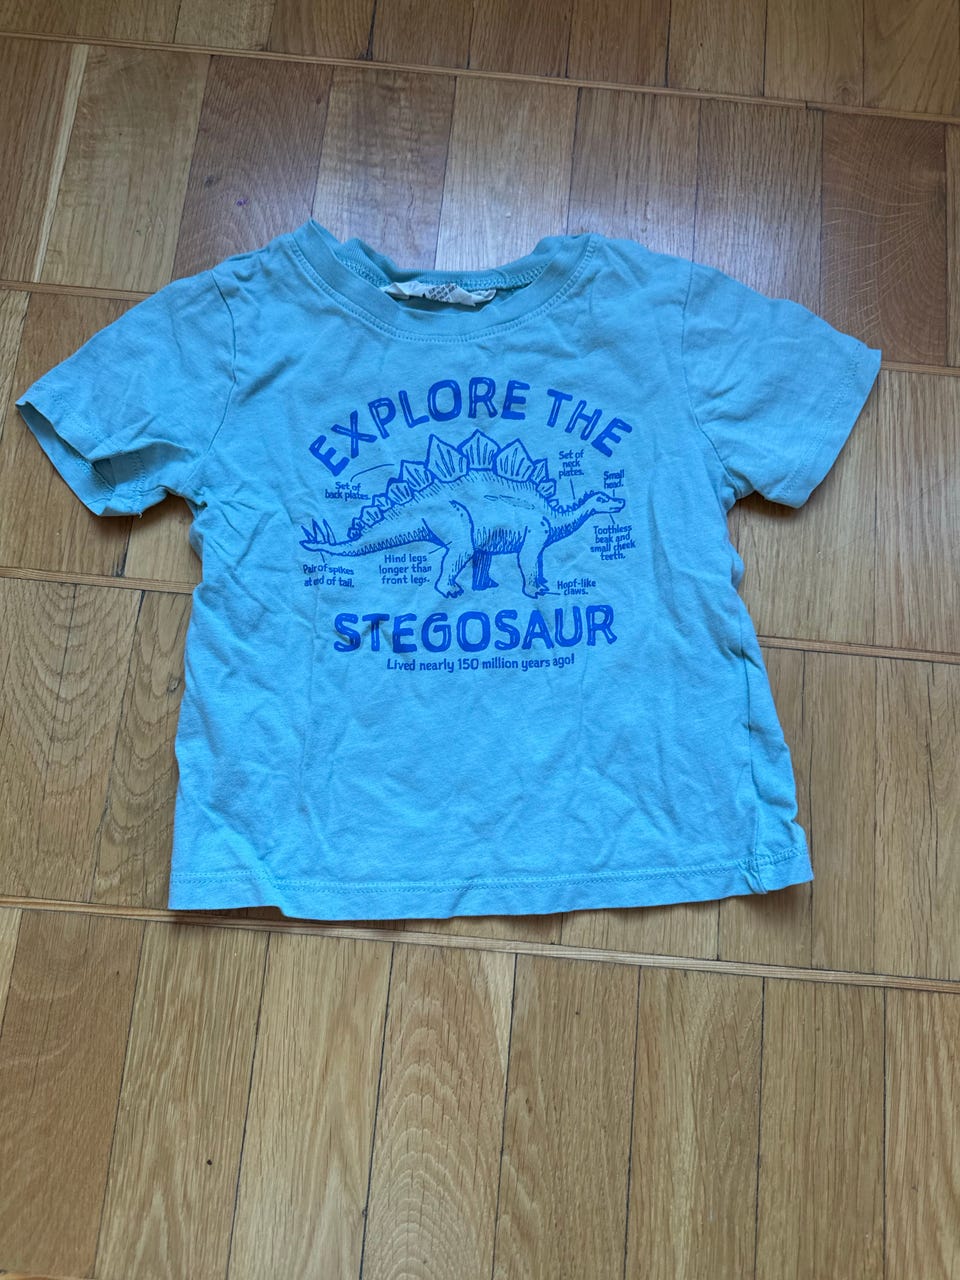 EXPLORE THE
Set of
neck
plates.
Small
head.
Set of
back plates.
Toothless
beak and
small cheek
teeth.
Hind legs
longer than
front legs.
Pair of spikes
at end of tail.
Hoof-like
claws.
STEGOSAUR
Lived nearly 150 million years ago!